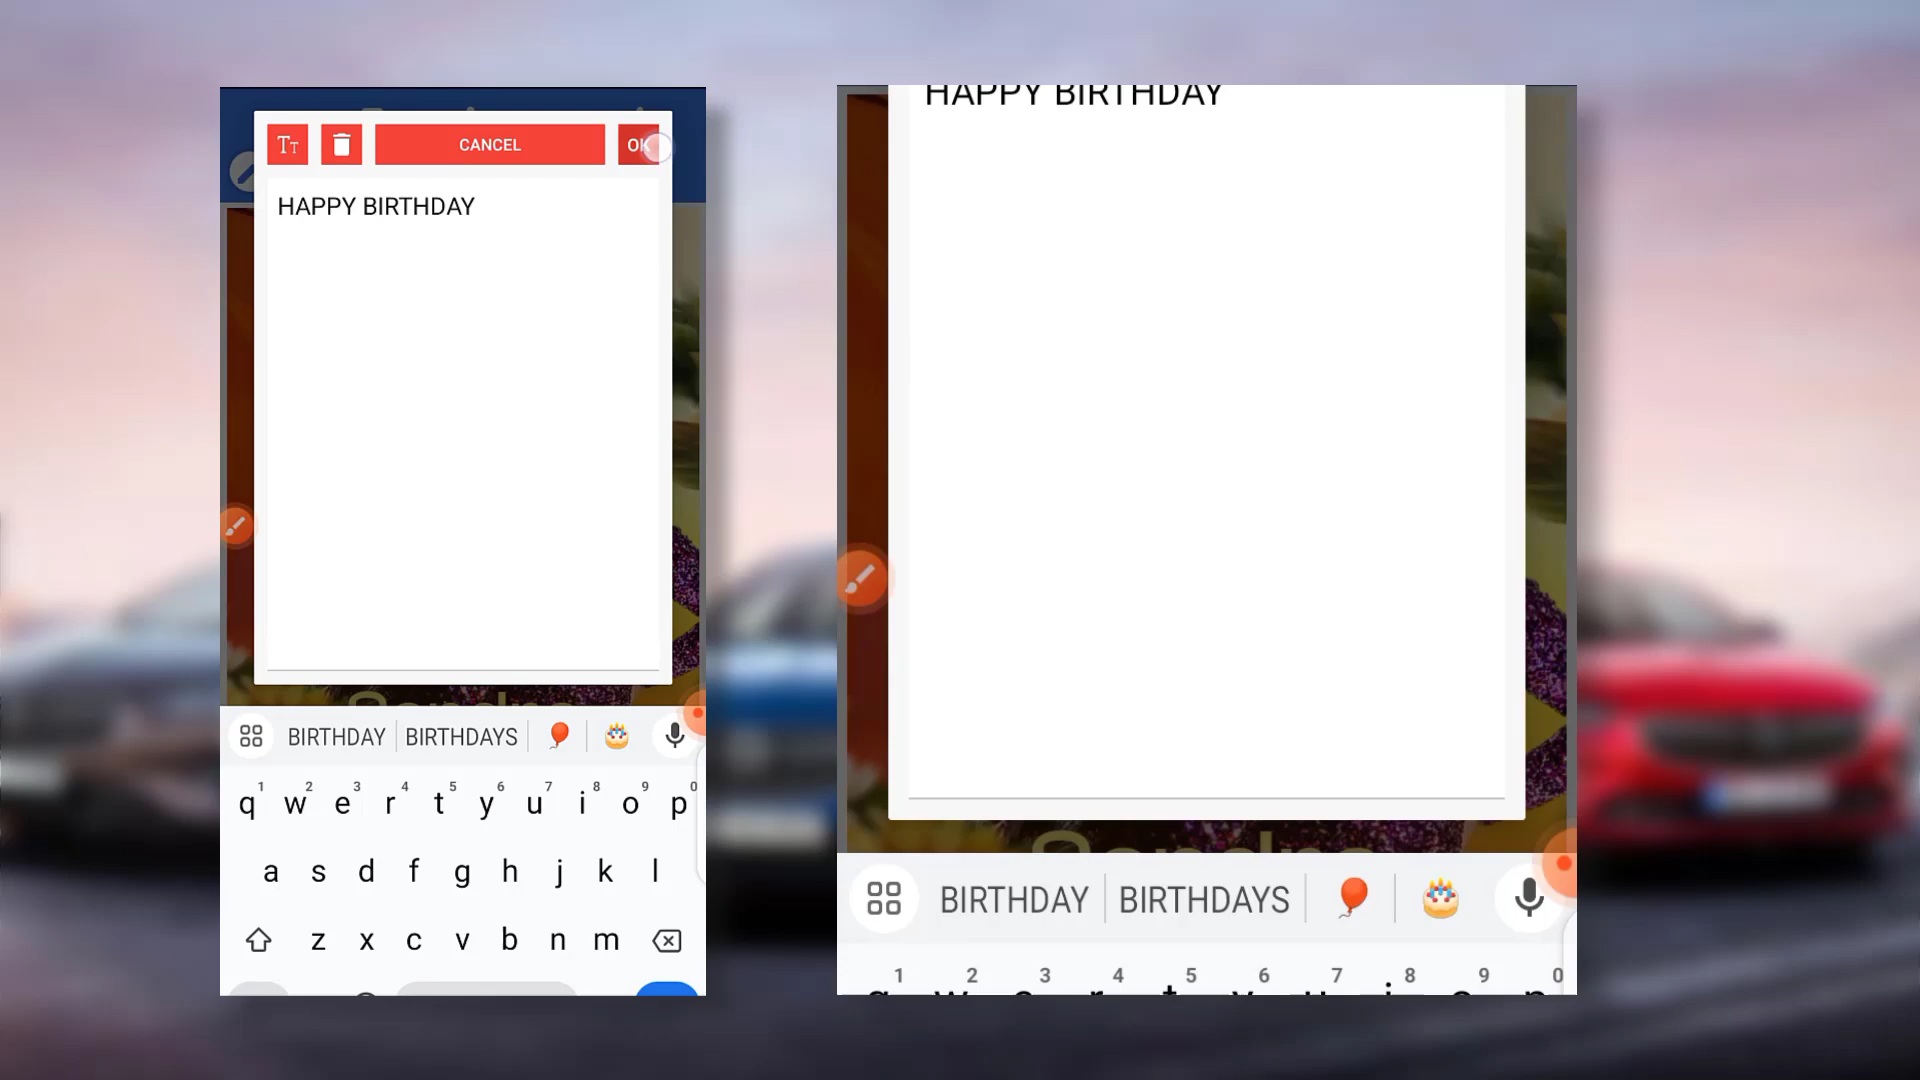 Tт
CANCEL
OK
HAPPY BIRTHDAY
BIRTHDAY
BIRTHDAYS
1 2 3 4 5 6 7 8 9 0
q w e r t y u i o p
a s d f g h j k l
z x c v b n m
HAPPY BIRTHDAY
BIRTHDAY
BIRTHDAYS
1 2 3 4 5 6 7 8 9 0
q w e r t y u i o p